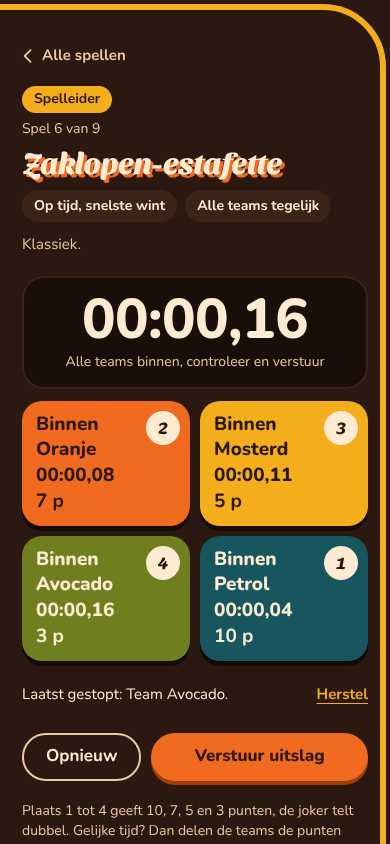 Alle spellen
Spelleider
Spel 6 van 9
Zaklopen-estafette
Op tijd, snelste wint
Alle teams tegelijk
Klassiek.
00:00,16
Alle teams binnen, controleer en verstuur
Binnen
Oranje
00:00,08
7 p
2
Binnen
Mosterd
00:00,11
5 p
3
Binnen
Avocado
00:00,16
3 p
4
Binnen
Petrol
00:00,04
10 p
1
Laatst gestopt: Team Avocado.
Herstel
Opnieuw
Verstuur uitslag
Plaats 1 tot 4 geeft 10, 7, 5 en 3 punten, de joker telt
dubbel. Gelijke tijd? Dan delen de teams de punten